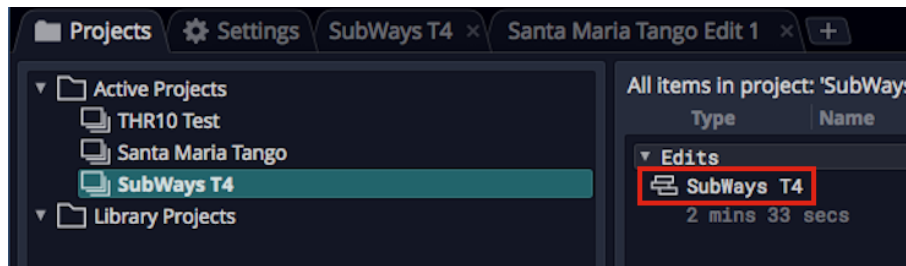 Projects Settings SubWays T4 × Santa Maria Tango Edit 1 × +
Active Projects
THR10 Test
Santa Maria Tango
SubWays T4
Library Projects
All items in project: 'SubWays
Type Name
Edits
SubWays T4
2 mins 33 secs